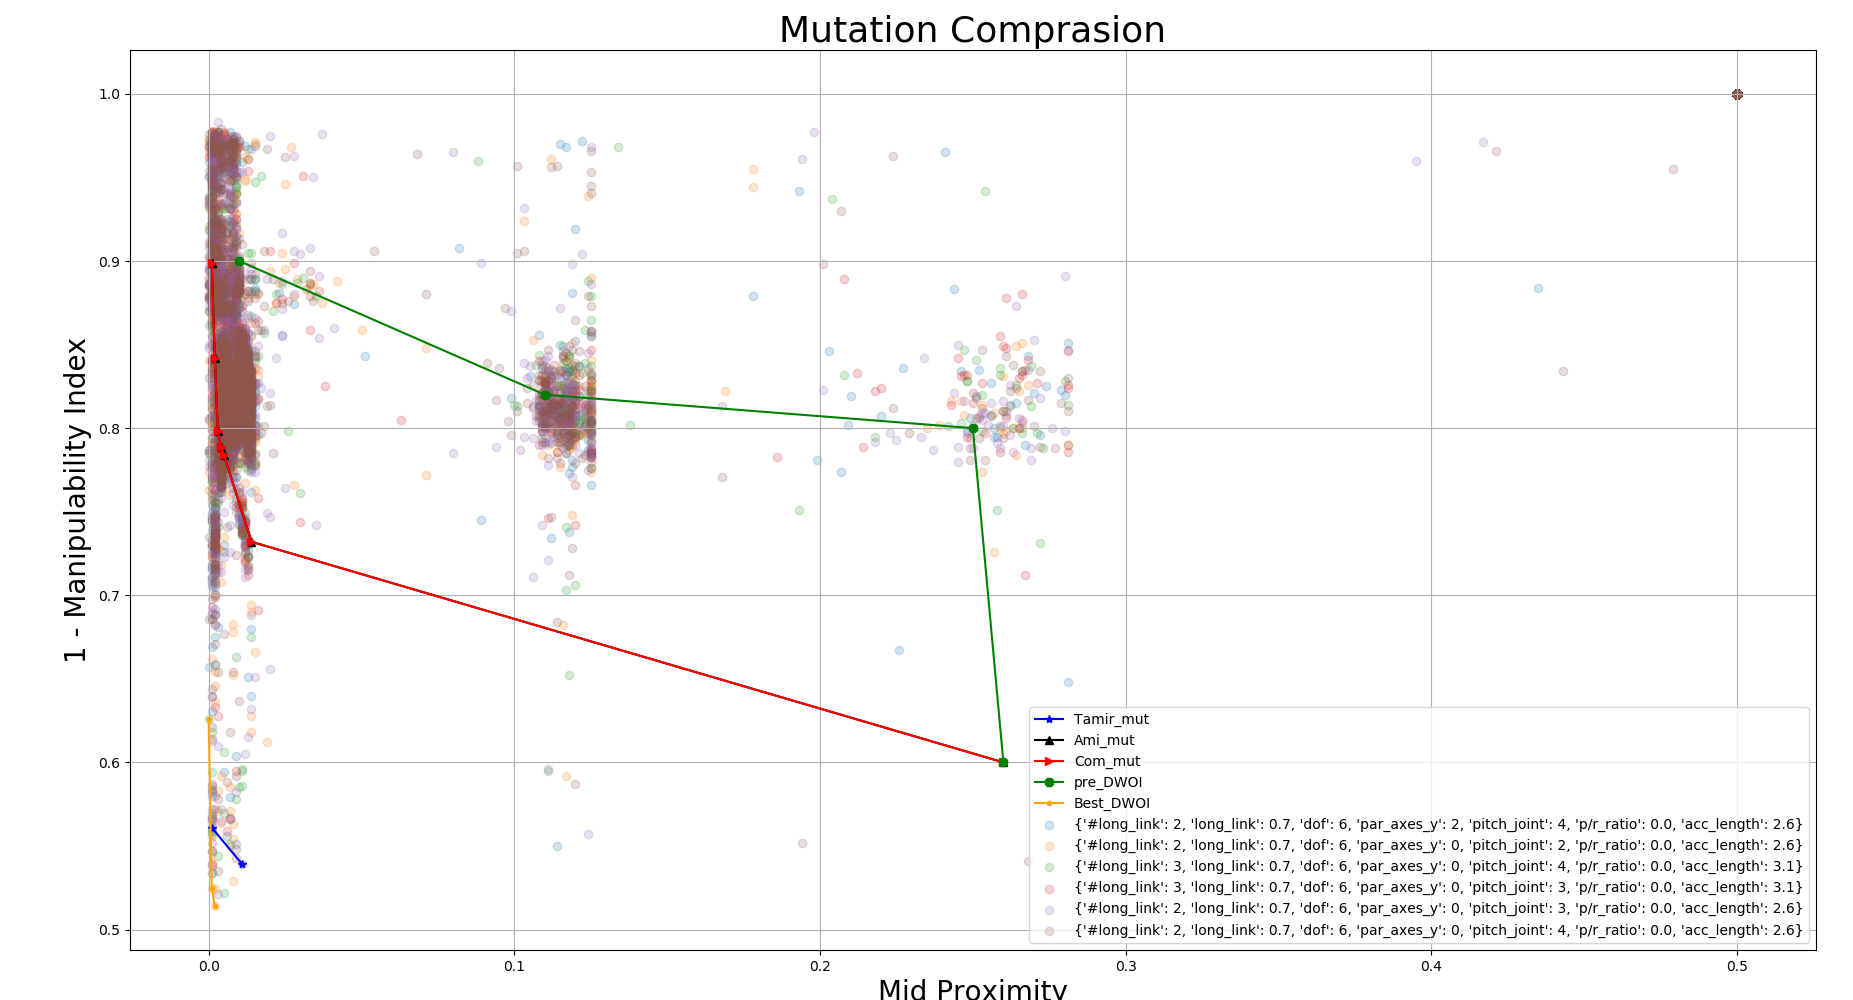 Mutation Comprasion
1 - Manipulability Index
1.0
0.9
0.8
0.7
0.6
0.5
0.0
0.1
0.2
0.3
0.4
0.5
Mid Proximity
Tamir_mut
Ami_mut
Com_mut
pre_DWOI
Best_DWOI
{'#long_link': 2, 'long_link': 0.7, 'dof': 6, 'par_axes_y': 2, 'pitch_joint': 4, 'p/r_ratio': 0.0, 'acc_length': 2.6}
{'#long_link': 2, 'long_link': 0.7, 'dof': 6, 'par_axes_y': 0, 'pitch_joint': 2, 'p/r_ratio': 0.0, 'acc_length': 2.6}
{'#long_link': 3, 'long_link': 0.7, 'dof': 6, 'par_axes_y': 0, 'pitch_joint': 4, 'p/r_ratio': 0.0, 'acc_length': 3.1}
{'#long_link': 3, 'long_link': 0.7, 'dof': 6, 'par_axes_y': 0, 'pitch_joint': 3, 'p/r_ratio': 0.0, 'acc_length': 3.1}
{'#long_link': 2, 'long_link': 0.7, 'dof': 6, 'par_axes_y': 0, 'pitch_joint': 3, 'p/r_ratio': 0.0, 'acc_length': 2.6}
{'#long_link': 2, 'long_link': 0.7, 'dof': 6, 'par_axes_y': 0, 'pitch_joint': 4, 'p/r_ratio': 0.0, 'acc_length': 2.6}